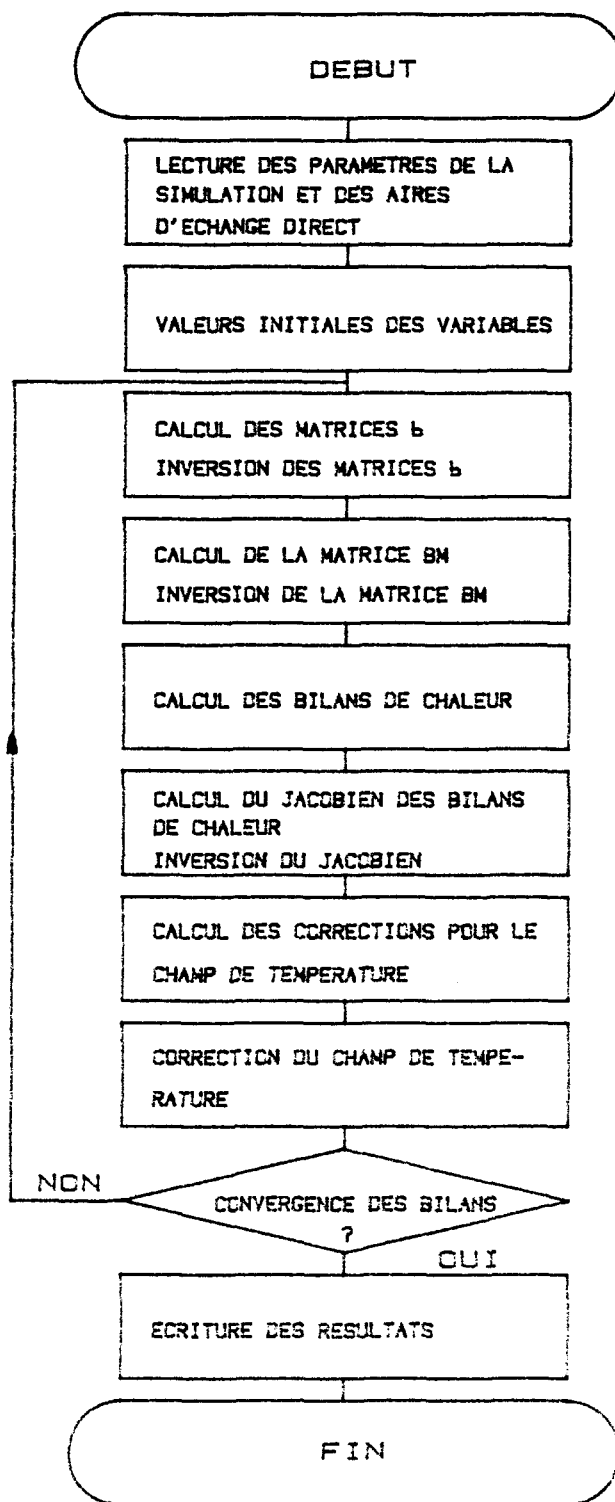 DEBUT
LECTURE DES PARAMETRES DE LA
SIMULATION ET DES AIRES
D'ECHANGE DIRECT
VALEURS INITIALES DES VARIABLES
CALCUL DES MATRICES b
INVERSION DES MATRICES b
CALCUL DE LA MATRICE BM
INVERSION DE LA MATRICE BM
CALCUL DES BILANS DE CHALEUR
CALCUL DU JACOBIEN DES BILANS
DE CHALEUR
INVERSION DU JACOBIEN
CALCUL DES CORRECTIONS POUR LE
CHAMP DE TEMPERATURE
CORRECTION DU CHAMP DE TEMPE-
RATURE
NON
CONVERGENCE DES BILANS
?
OUI
ECRITURE DES RESULTATS
FIN